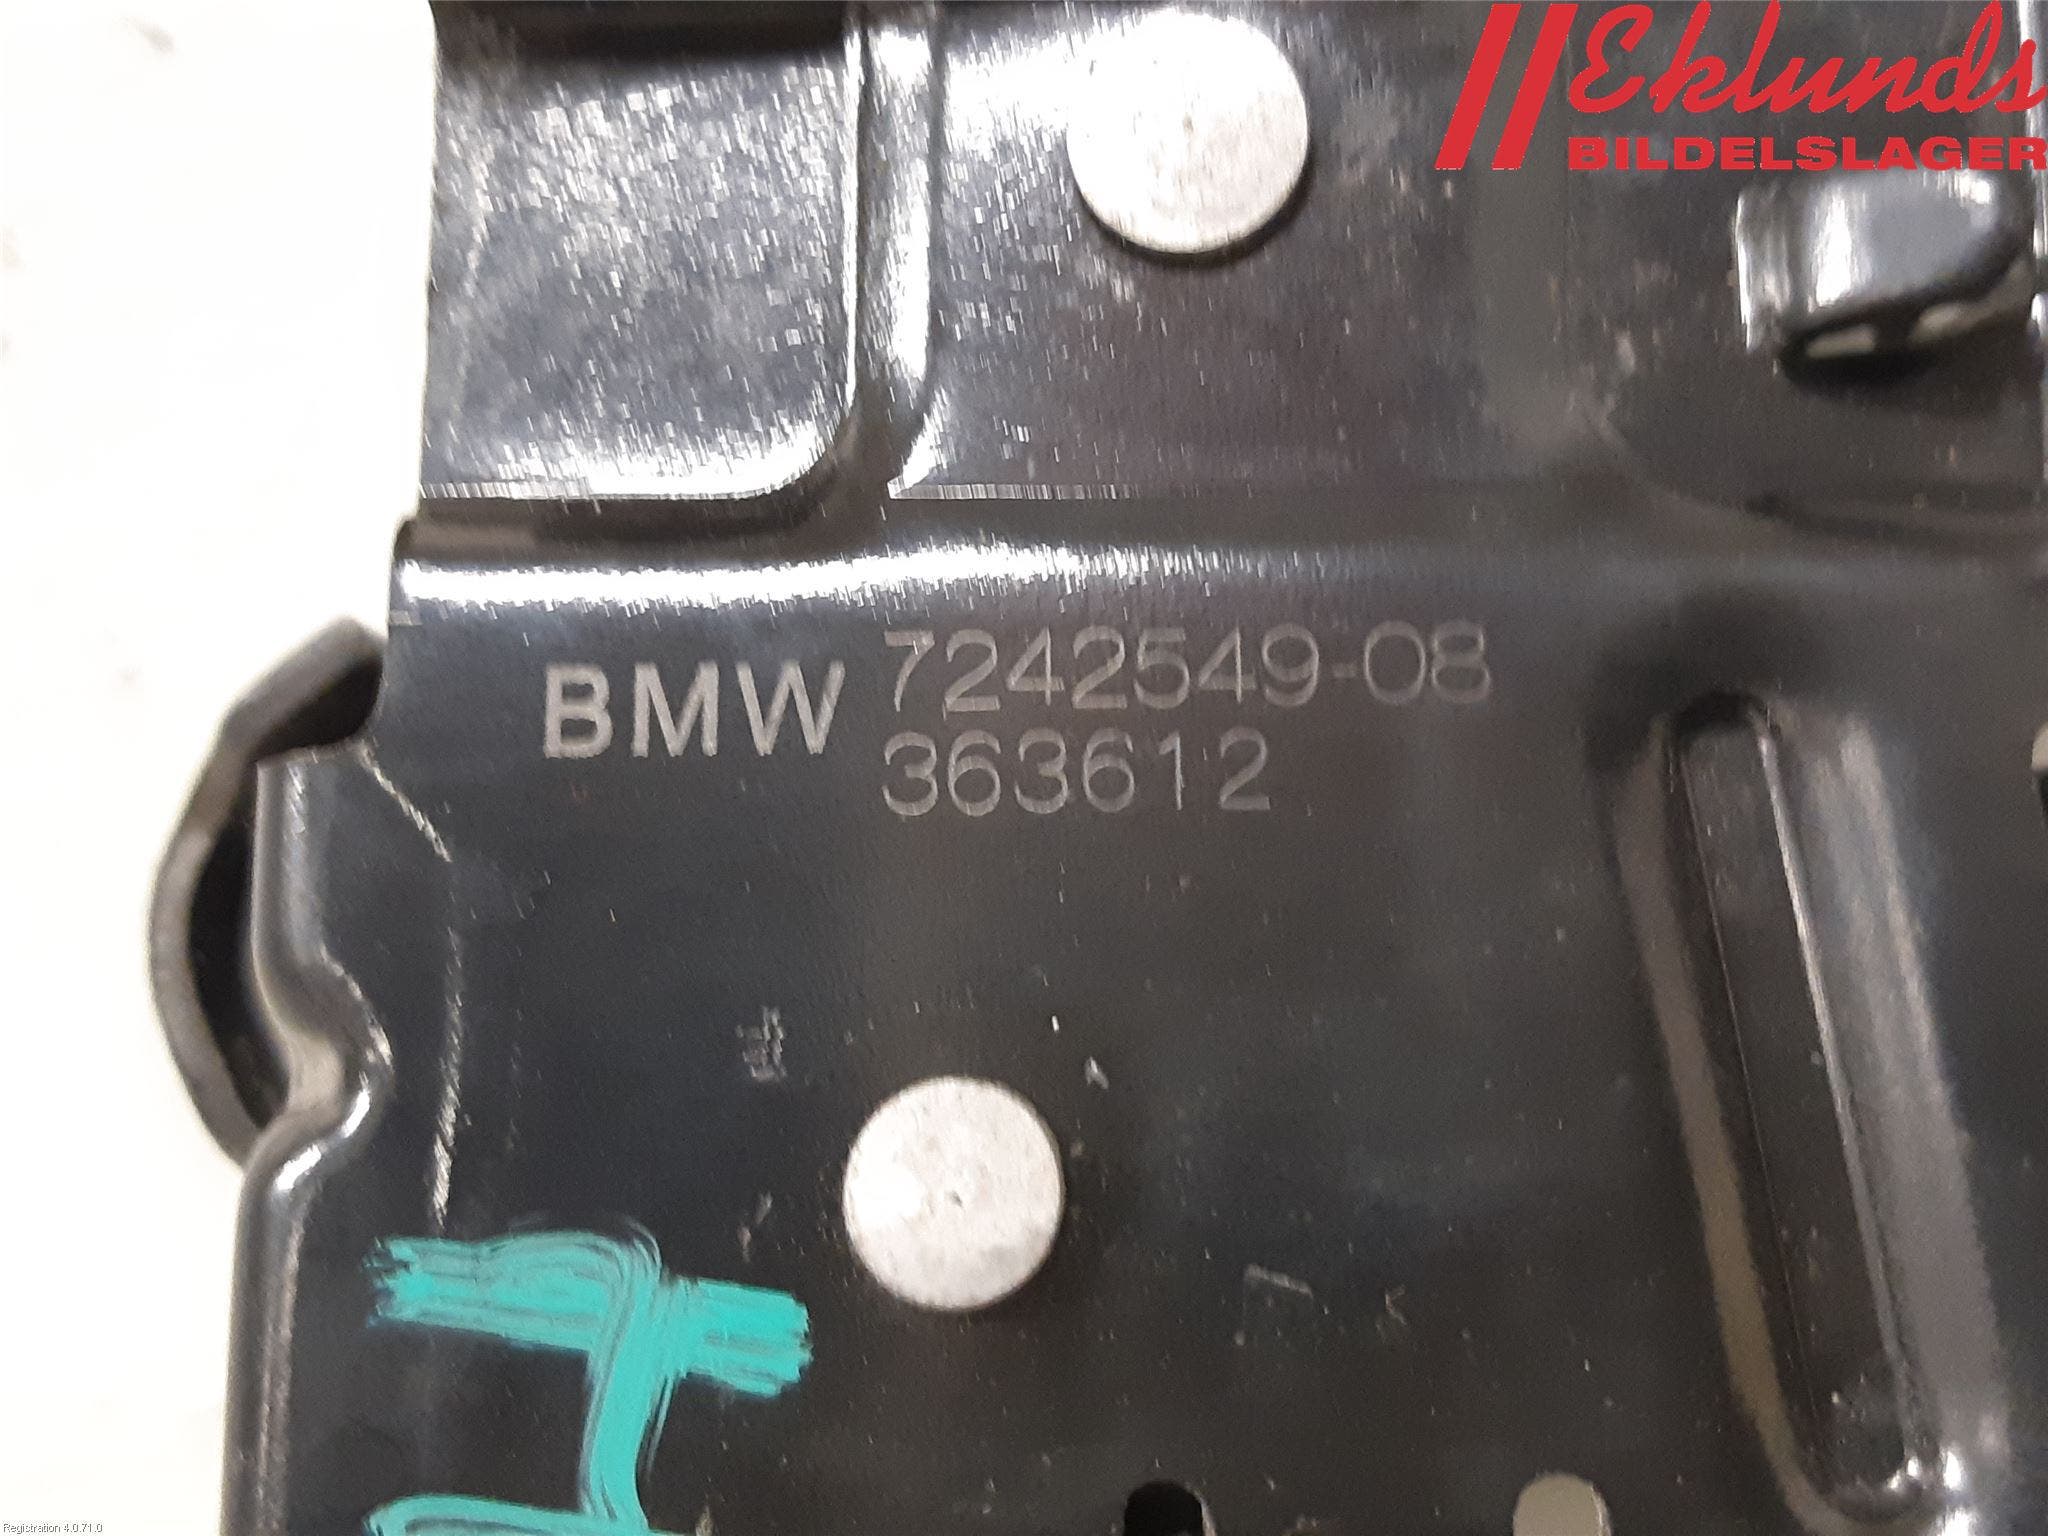 Eklunds
BILDELSLAGER
BMW 7242549-08
363612
Registration 4.0.71.0